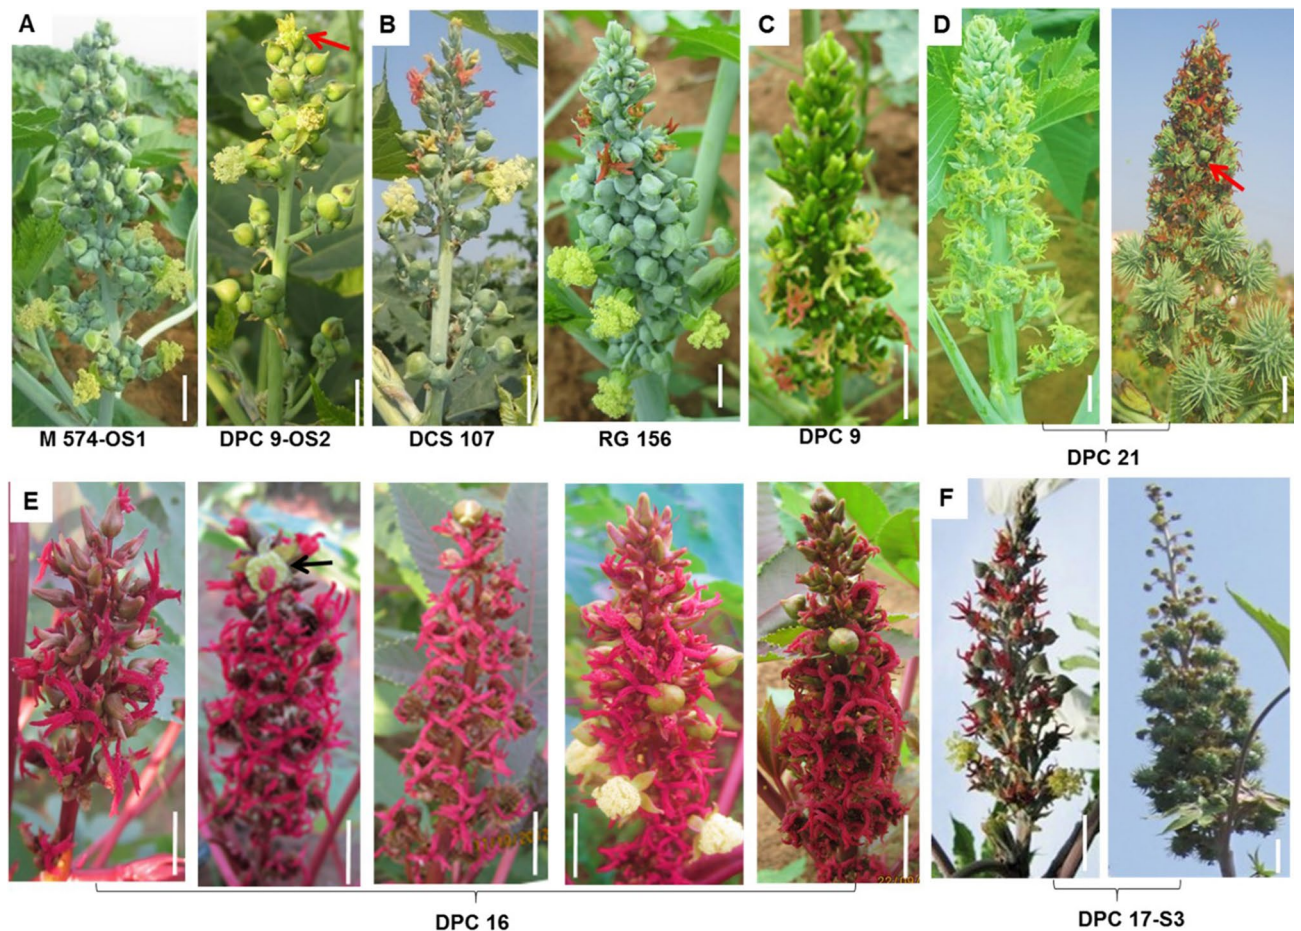 A
B
C
D
M 574-OS1
DPC 9-OS2
DCS 107
RG 156
DPC 9
DPC 21
E
F
DPC 16
DPC 17-S3